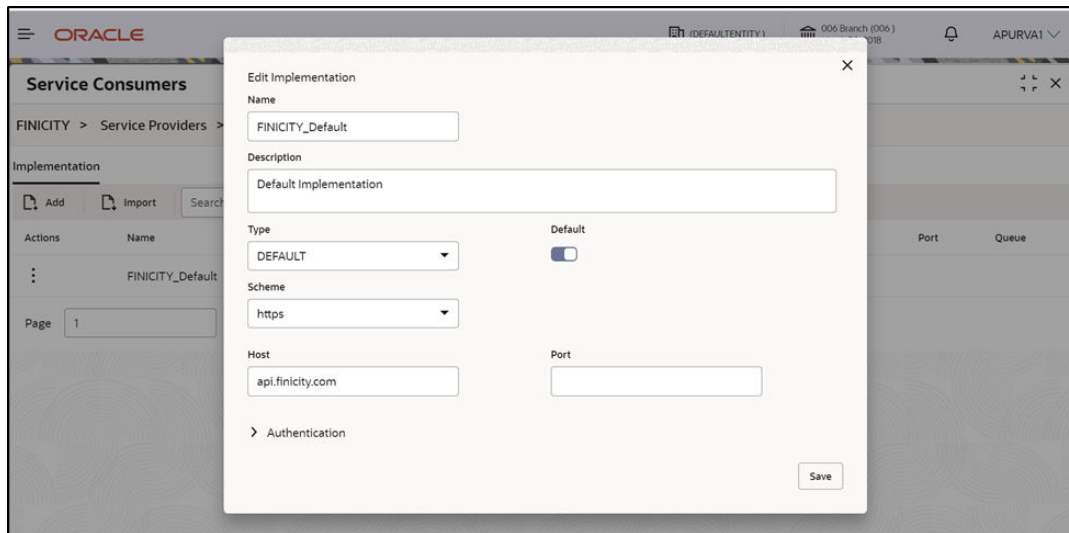 ORACLE
(DEFAULTENTITY)
006 Branch (006)
2018
APURVA1
Service Consumers
FINICITY > Service Providers >
Implementation
Add
Import
Search
Actions
Name
Port
Queue
FINICITY_Default
Page
1
Edit Implementation
Name
FINICITY_Default
Description
Default Implementation
Type
Default
DEFAULT
Scheme
https
Host
Port
api.finicity.com
Authentication
Save